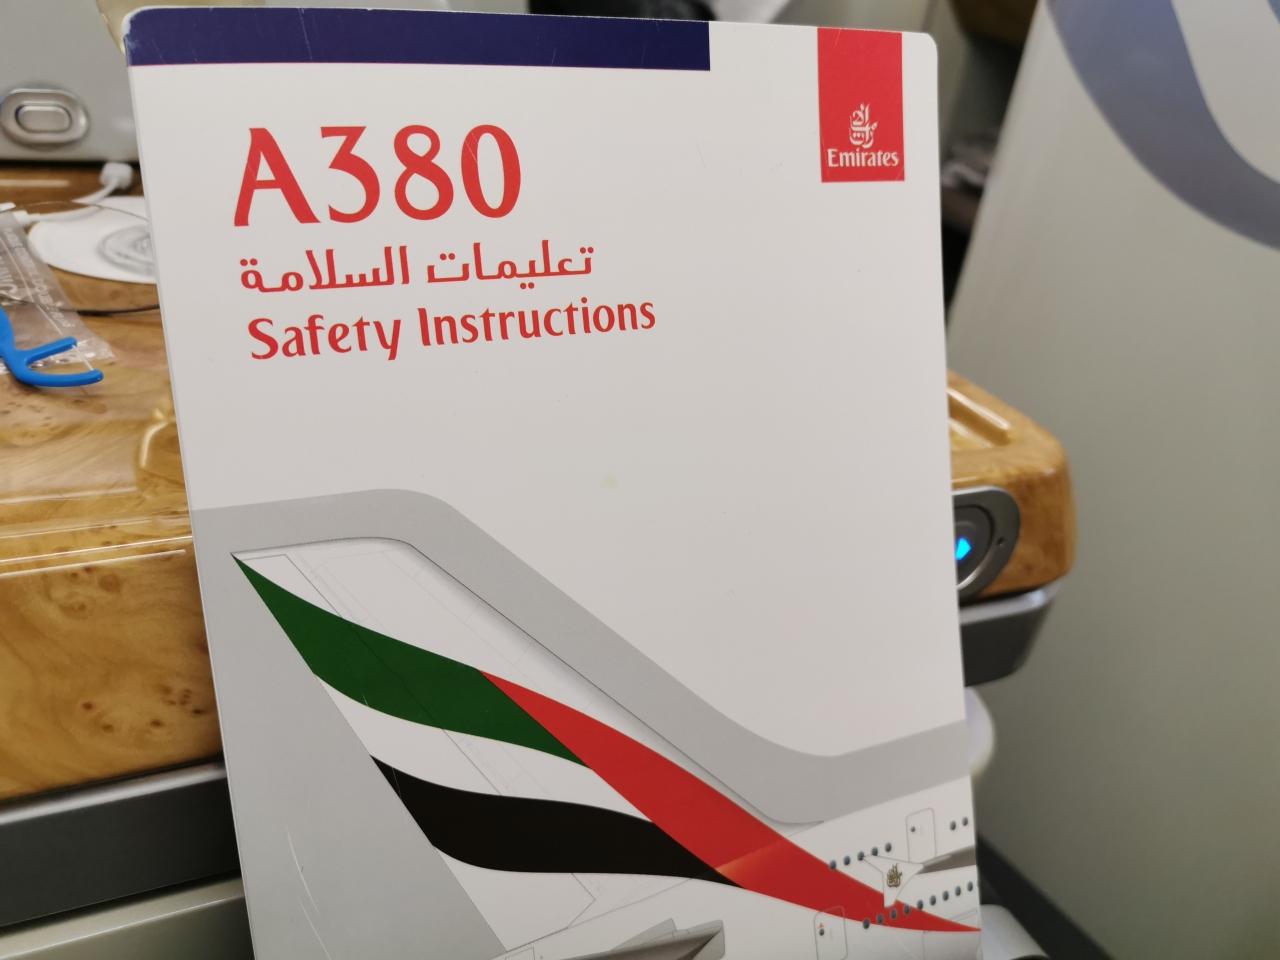 A380
تعليمات السلامة
Safety Instructions
Emirates